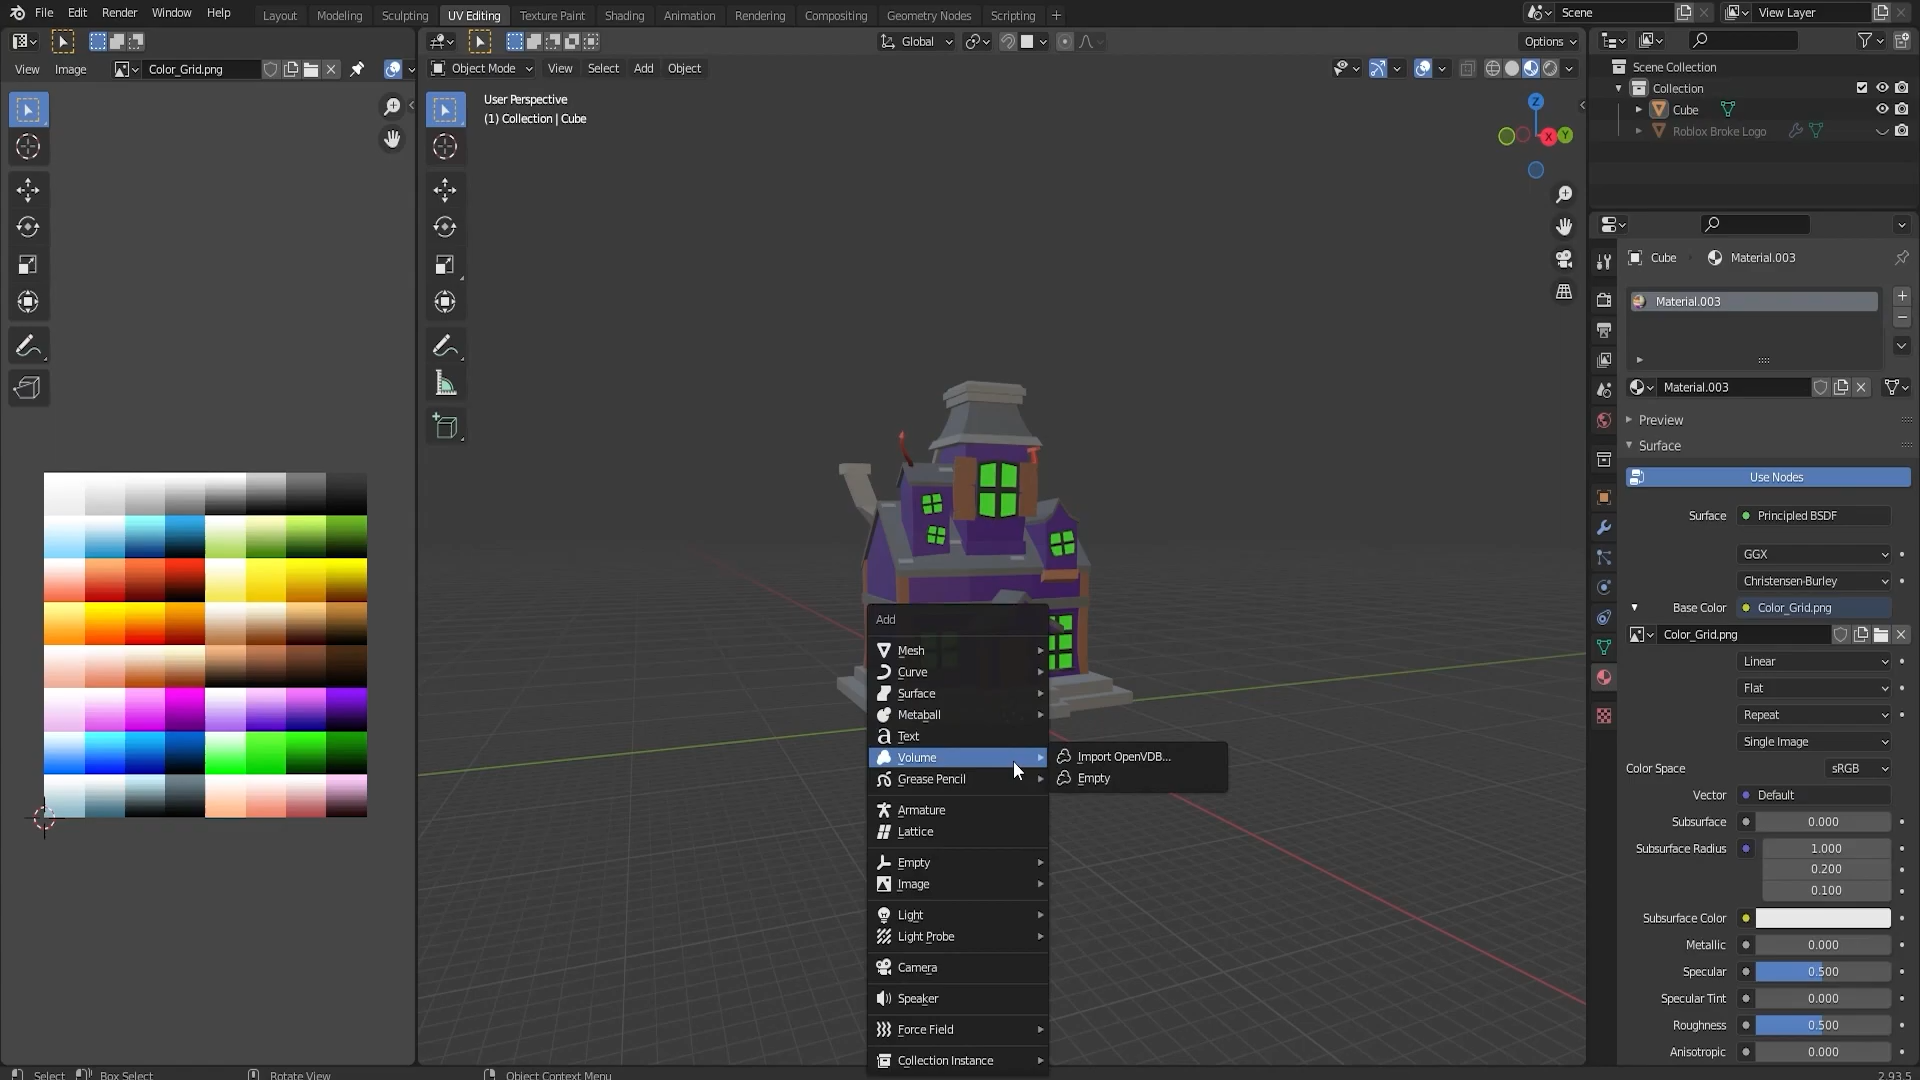 File Edit Render Window Help
Layout Modeling Sculpting UV Editing Texture Paint Shading Animation Rendering Compositing Geometry Nodes Scripting +
Scene
View Layer
View Image Color_Grid.png
Global
Options
Object Mode View Select Add Object
User Perspective
(1) Collection | Cube
Z
X
Y
Scene Collection
Collection
Cube
Roblox Broke Logo
Cube Material.003
Material.003
Material.003
Preview
Surface
Use Nodes
Surface Principled BSDF
GGX
Christensen-Burley
Base Color Color_Grid.png
Color_Grid.png
Linear
Flat
Repeat
Single Image
Color Space sRGB
Vector Default
Subsurface 0.000
Subsurface Radius 1.000
0.200
0.100
Subsurface Color
Metallic 0.000
Specular 0.500
Specular Tint 0.000
Roughness 0.500
Anisotropic 0.000
Add
Mesh
Curve
Surface
Metaball
Text
Volume
Grease Pencil
Armature
Lattice
Empty
Image
Light
Light Probe
Camera
Speaker
Force Field
Collection Instance
Import OpenVDB...
Empty
Select Box Select Rotate View Object Context Menu
2.93.5